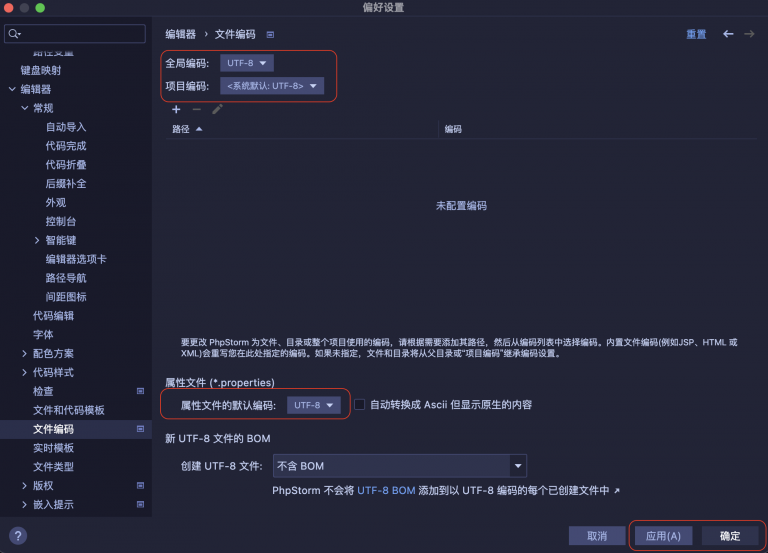 偏好设置
键盘映射
编辑器
常规
自动导入
代码完成
代码折叠
后缀补全
外观
控制台
智能键
编辑器选项卡
路径导航
间距图标
代码编辑
字体
配色方案
代码样式
检查
文件和代码模板
文件编码
实时模板
文件类型
版权
嵌入提示
?
编辑器 › 文件编码
重置
全局编码: UTF-8
项目编码: <系统默认: UTF-8>
路径 编码
未配置编码
要更改 PhpStorm 为文件、目录或整个项目使用的编码，请根据需要添加其路径，然后从编码列表中选择编码。内置文件编码(例如JSP、HTML 或
XML)会重写您在此处指定的编码。如果未指定，文件和目录将从父目录或“项目编码”继承编码设置。
属性文件 (*.properties)
属性文件的默认编码: UTF-8 自动转换成 Ascii 但显示原生的内容
新 UTF-8 文件的 BOM
创建 UTF-8 文件: 不含 BOM
PhpStorm 不会将 UTF-8 BOM 添加到以 UTF-8 编码的每个已创建文件中 ↗
取消 应用(A) 确定